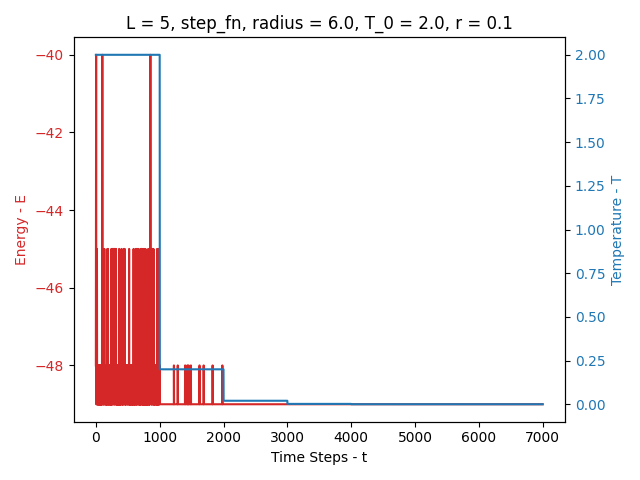 L = 5, step_fn, radius = 6.0, T_0 = 2.0, r = 0.1
−40
−42
−44
−46
−48
Energy - E
2.00
1.75
1.50
1.25
1.00
0.75
0.50
0.25
0.00
Temperature - T
0 1000 2000 3000 4000 5000 6000 7000
Time Steps - t